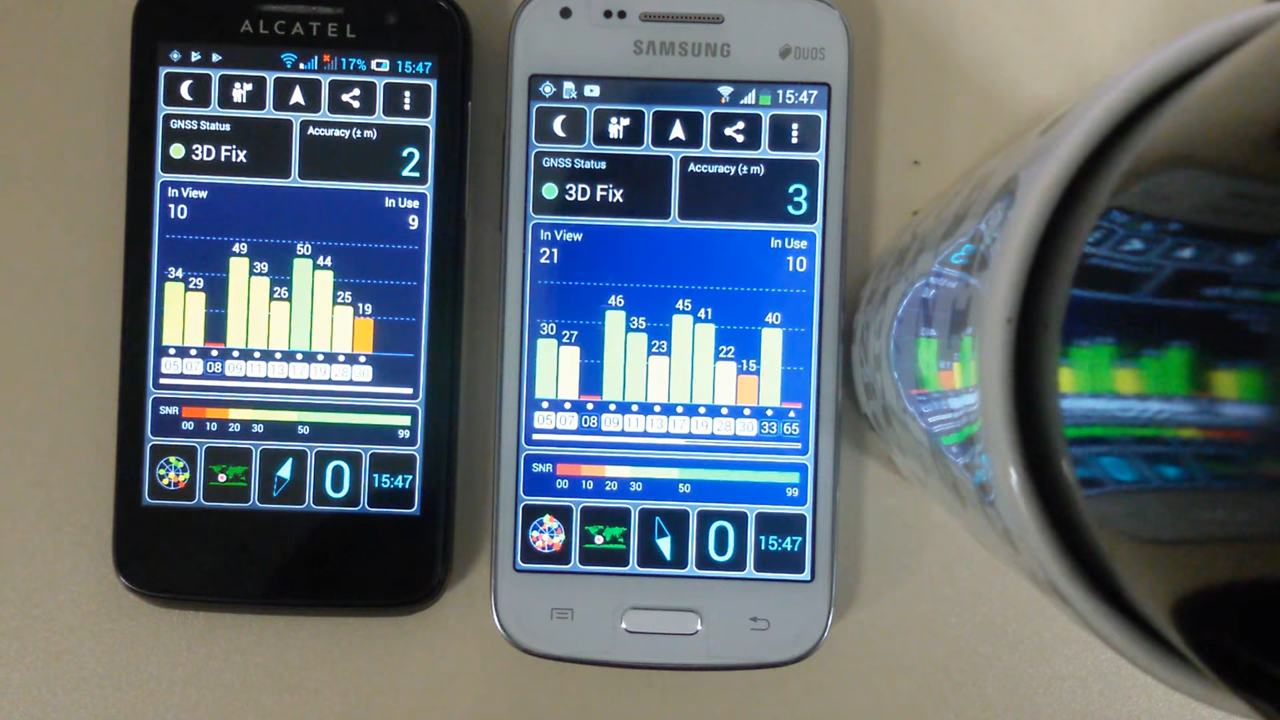 ALCATEL
17% 15:47
GNSS Status
3D Fix
Accuracy (± m)
2
In View
10
In Use
9
34 29 49 39 26 50 44 25 19
05 07 08 09 11 13 17 19 28 30
SNR
00 10 20 30 50 99
0
15:47
SAMSUNG
DUOS
15:47
GNSS Status
3D Fix
Accuracy (± m)
3
In View
21
In Use
10
30 27 46 35 23 45 41 22 15 40
05 07 08 09 11 13 17 19 28 30 33 65
SNR
00 10 20 30 50 99
0
15:47